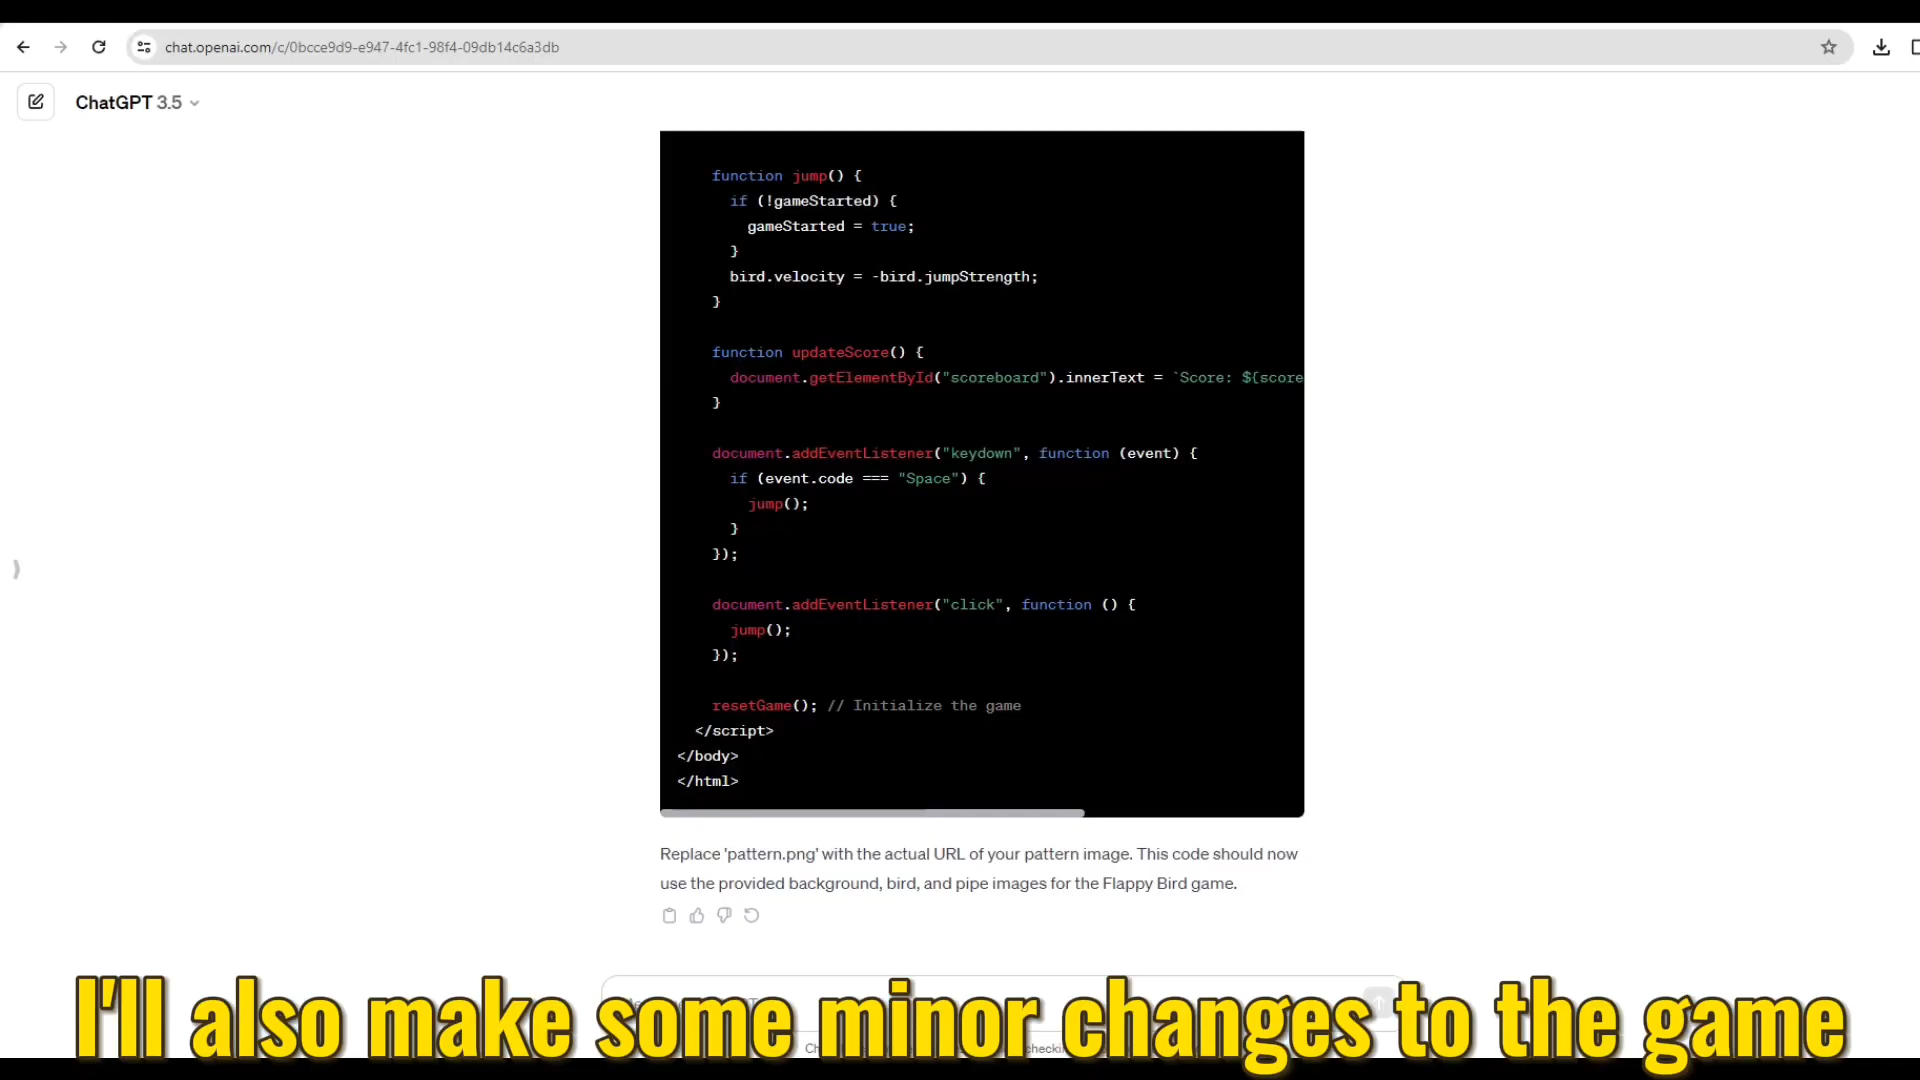 chat.openai.com/c/0bcce9d9-e947-4fc1-98f4-09db14c6a3db
ChatGPT 3.5
function jump() {
if (!gameStarted) {
gameStarted = true;
}
bird.velocity = -bird.jumpStrength;
}
function updateScore() {
document.getElementById("scoreboard").innerText = `Score: ${score
}
document.addEventListener("keydown", function (event) {
if (event.code === "Space") {
jump();
}
});
document.addEventListener("click", function () {
jump();
});
resetGame(); // Initialize the game
</script>
</body>
</html>
Replace 'pattern.png' with the actual URL of your pattern image. This code should now
use the provided background, bird, and pipe images for the Flappy Bird game.
I'll also make some minor changes to the game